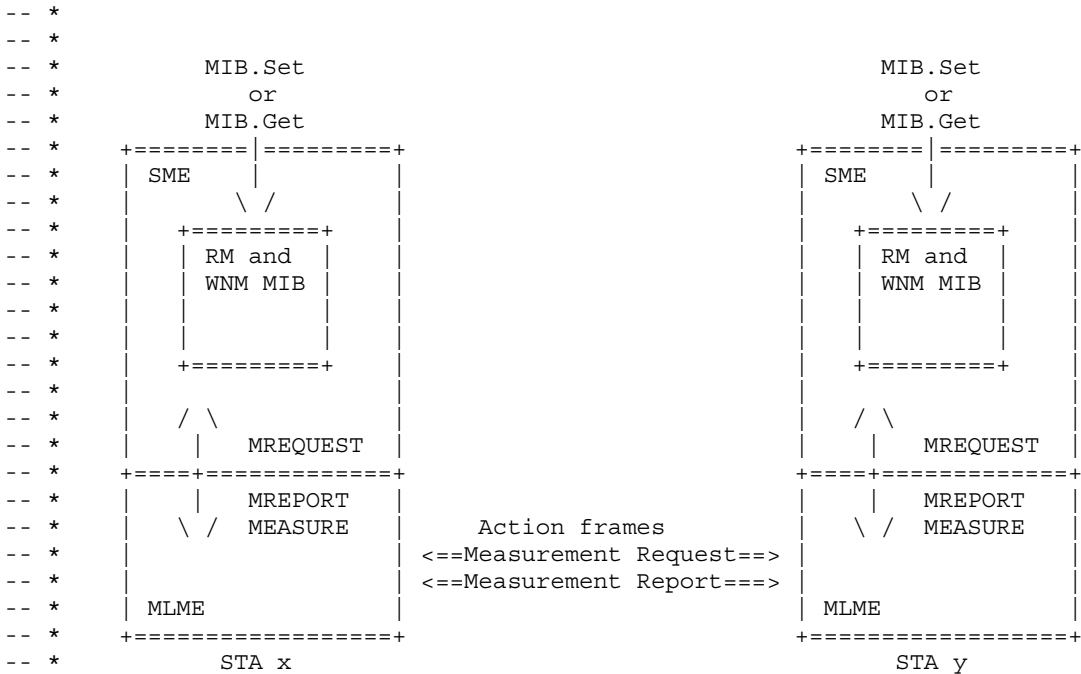 -- *
-- *
-- *            MIB.Set                                   MIB.Set
-- *               or                                        or
-- *            MIB.Get                                   MIB.Get
-- *      +========|=========+                      +========|=========+
-- *      | SME    |         |                      | SME    |         |
-- *      |       \ /        |                      |       \ /        |
-- *      |   +=========+    |                      |   +=========+    |
-- *      |   | RM and  |    |                      |   | RM and  |    |
-- *      |   | WNM MIB |    |                      |   | WNM MIB |    |
-- *      |   |         |    |                      |   |         |    |
-- *      |   |         |    |                      |   |         |    |
-- *      |   +=========+    |                      |   +=========+    |
-- *      |                  |                      |                  |
-- *      |   / \            |                      |   / \            |
-- *      |    |   MREQUEST  |                      |    |   MREQUEST  |
-- *      +====+=============+                      +====+=============+
-- *      |    |   MREPORT   |                      |    |   MREPORT   |
-- *      |   \ /  MEASURE   |     Action frames    |   \ /  MEASURE   |
-- *      |                  | <==Measurement Request==> |                  |
-- *      |                  | <==Measurement Report===> |                  |
-- *      | MLME             |                      | MLME             |
-- *      +==================+                      +==================+
-- *             STA x                                     STA y